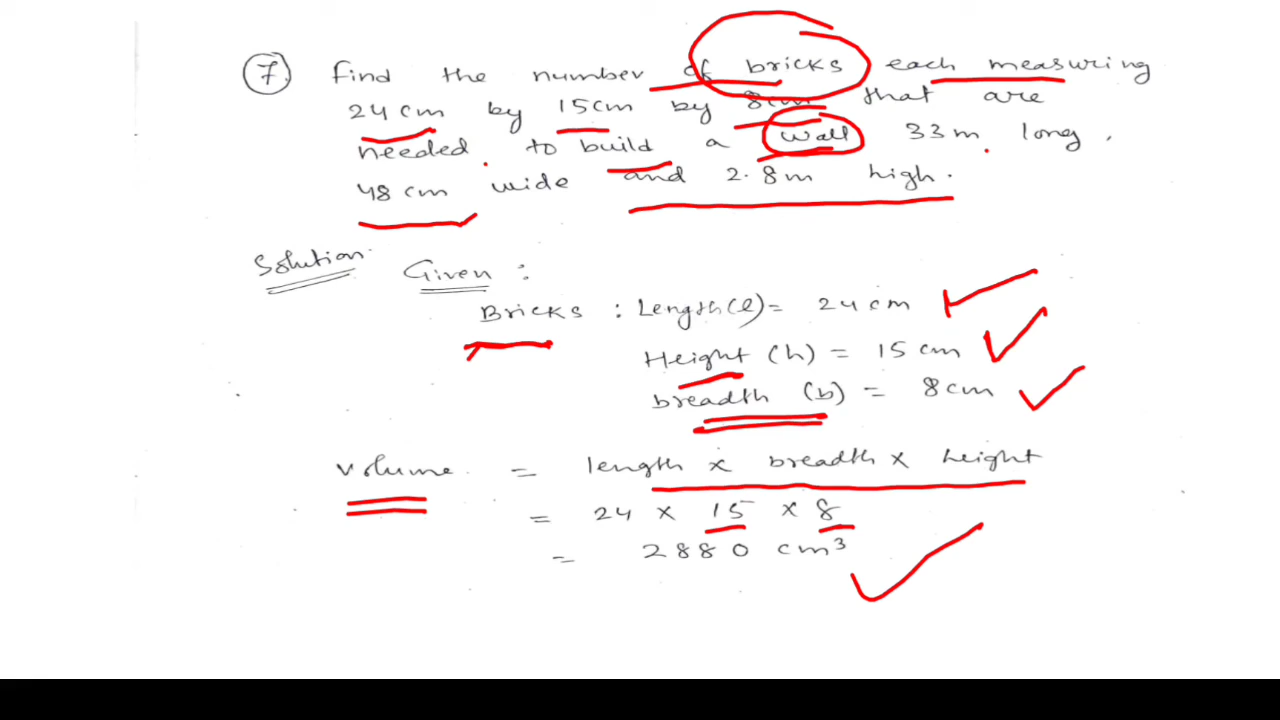 7 Find the number of bricks each measuring
24 cm by 15cm by 8cm that are
needed to build a wall 33m long,
48 cm wide and 2.8m high.
Solution
Given :
Bricks : Length(l) = 24 cm
Height (h) = 15 cm
breadth (b) = 8cm
Volume = length x breadth x height
= 24 x 15 x 8
= 2880 cm³